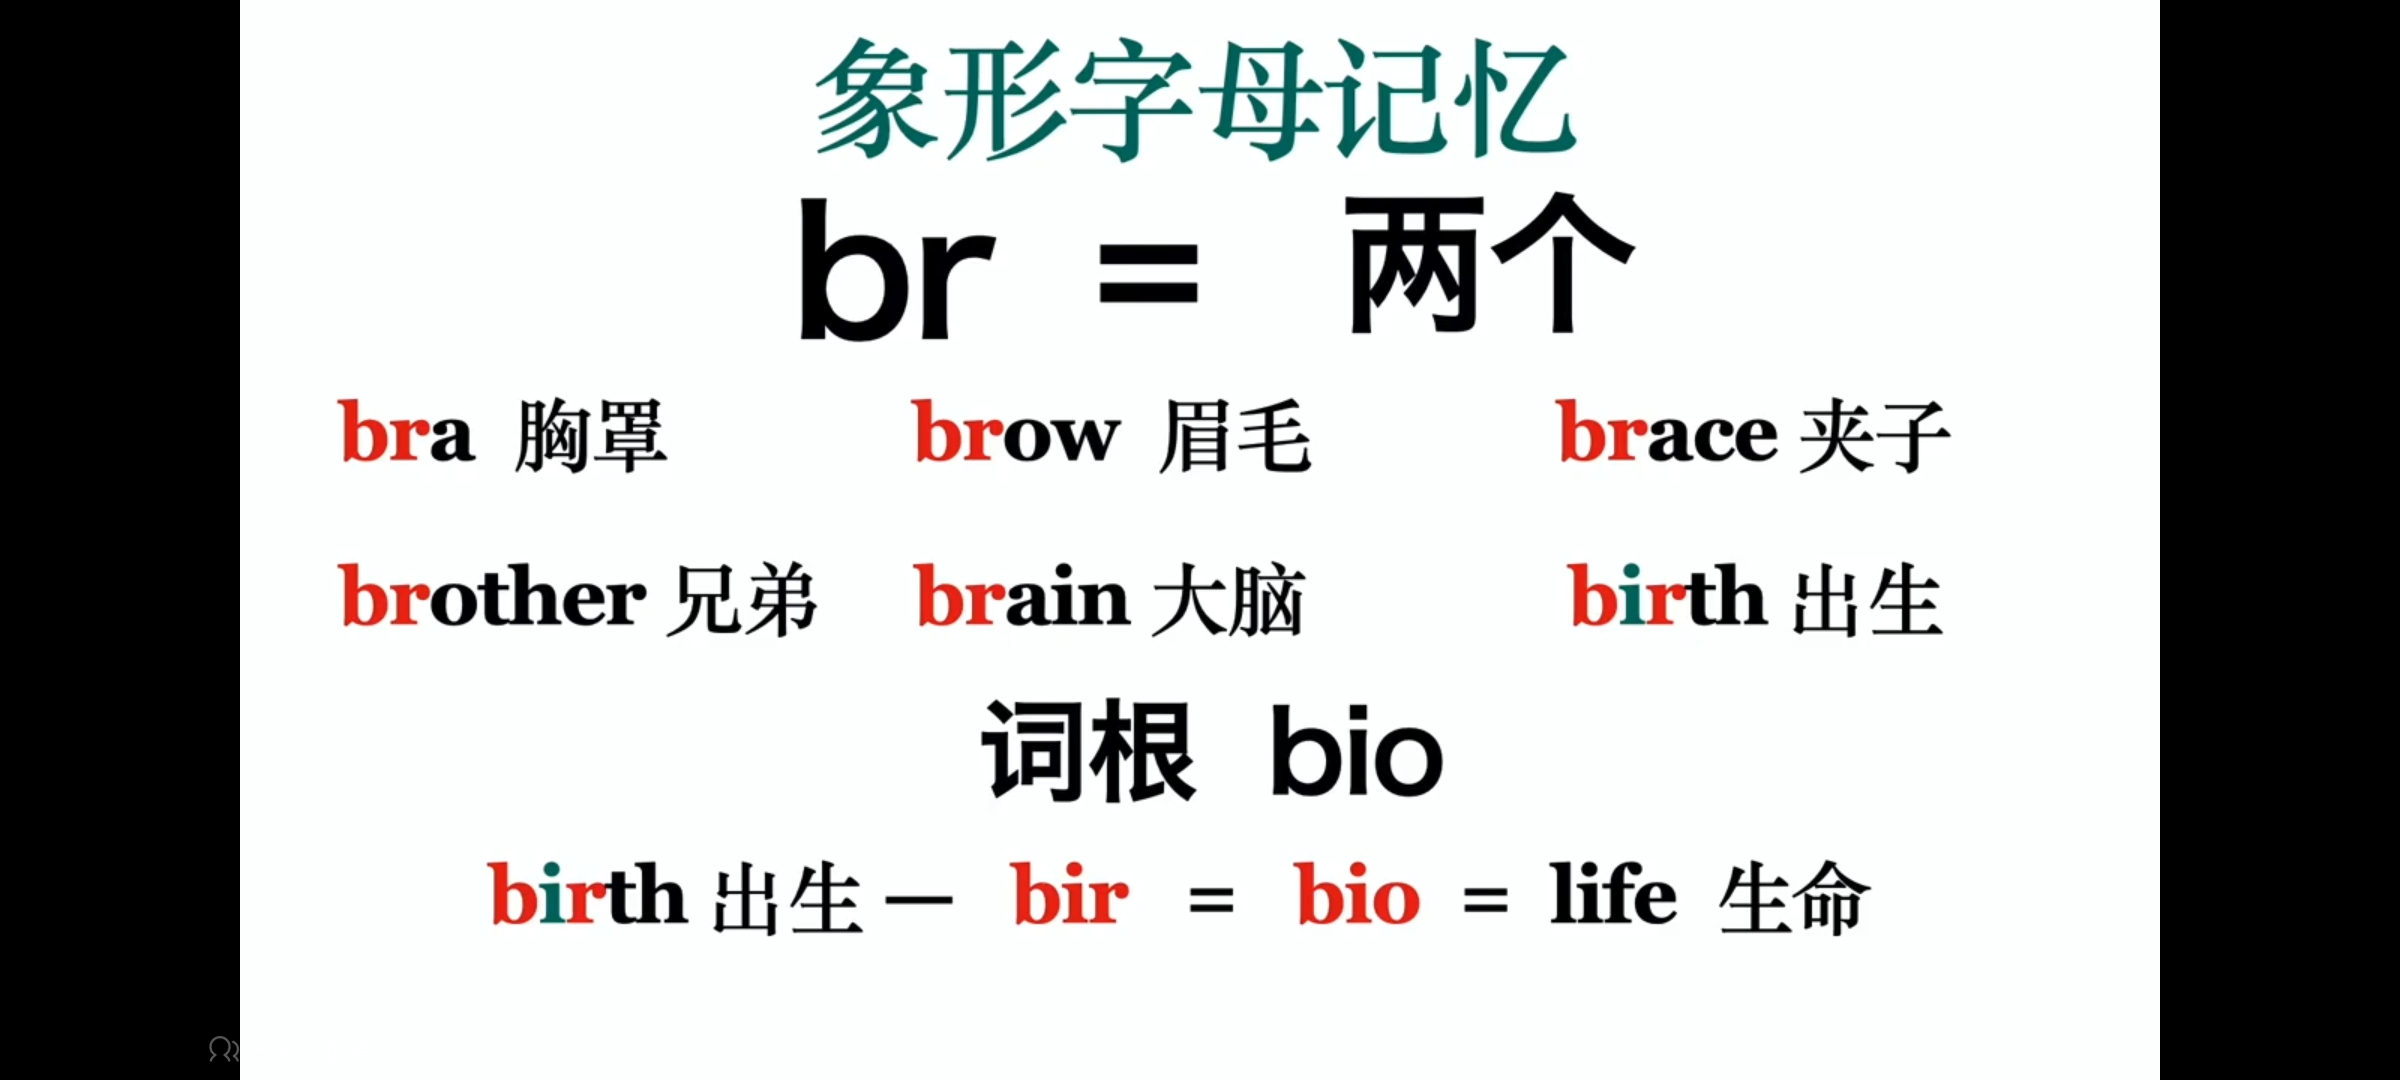 象形字母记忆
br = 两个
bra 胸罩 brow 眉毛 brace 夹子
brother 兄弟 brain 大脑 birth 出生
词根 bio
birth 出生 — bir = bio = life 生命